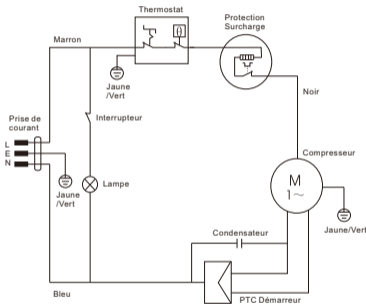 Thermostat
Protection
Surcharge
Marron
Jaune
/Vert
Noir
Prise de
courant
Interrupteur
L
E
N
Compresseur
M
1~
Lampe
Jaune
/Vert
Jaune/Vert
Condensateur
Bleu
PTC Démarreur